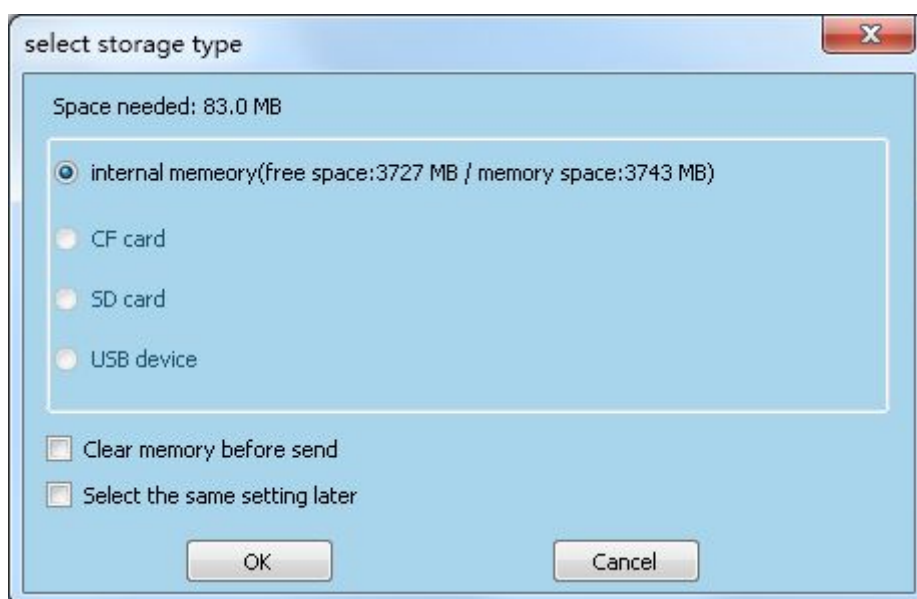 select storage type
Space needed: 83.0 MB
internal memeory(free space:3727 MB / memory space:3743 MB)
CF card
SD card
USB device
Clear memory before send
Select the same setting later
OK
Cancel